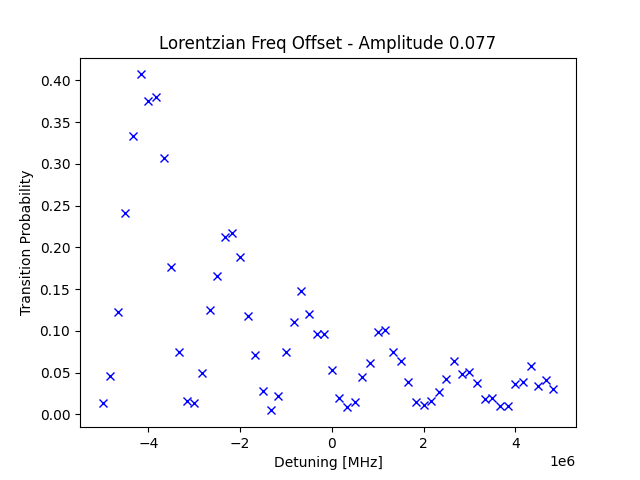 Lorentzian Freq Offset - Amplitude 0.077
Transition Probability
0.40
0.35
0.30
0.25
0.20
0.15
0.10
0.05
0.00
−4 −2 0 2 4
1e6
Detuning [MHz]